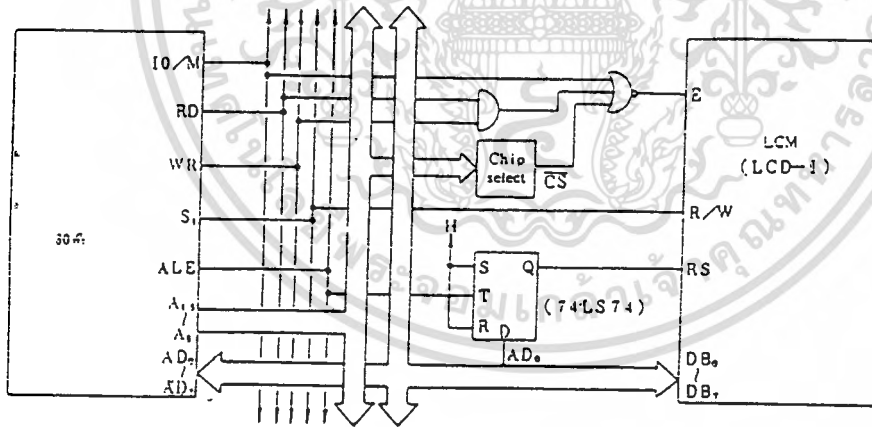 IO/M
RD
WR
S₁
ALE
A₁₅
A₈
AD₇
AD₀
Chip
select
CS
H
S Q
T
R D
(74LS74)
AD₀
E
LCM
(LCD-I)
R/W
RS
DB₀
DB₇